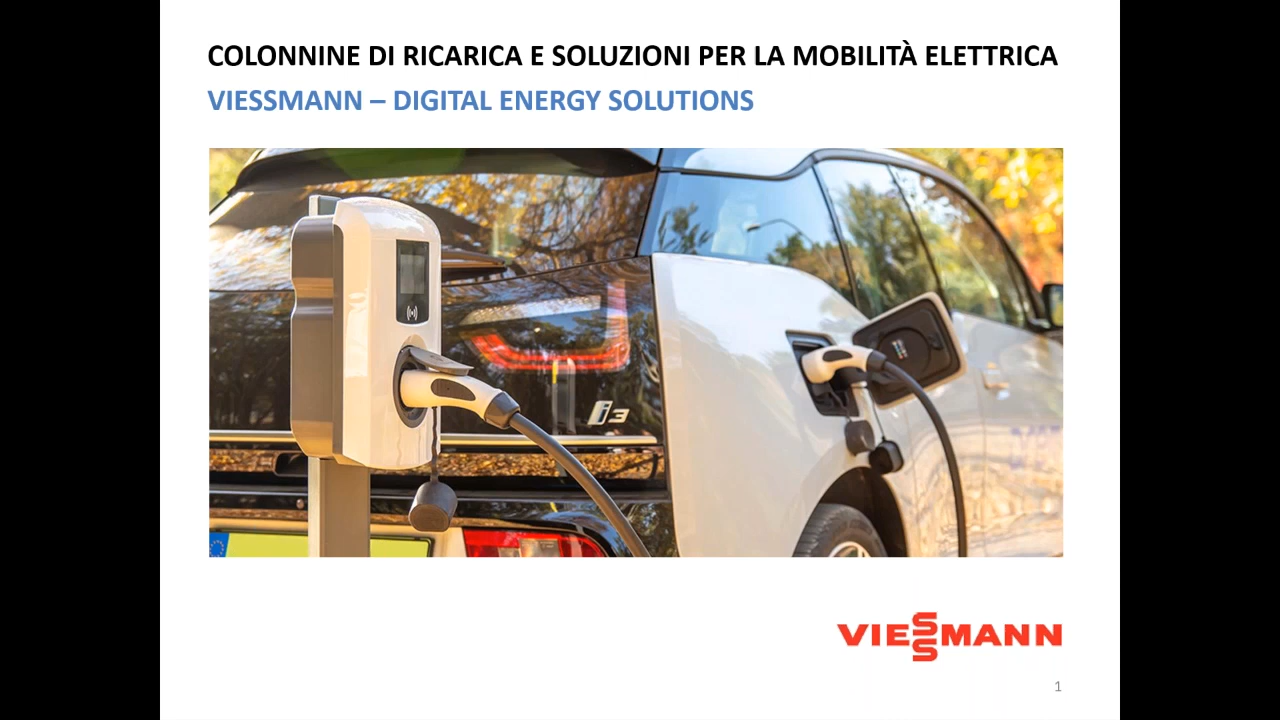 COLONNINE DI RICARICA E SOLUZIONI PER LA MOBILITÀ ELETTRICA
VIESSMANN – DIGITAL ENERGY SOLUTIONS
i3
VIESSMANN
1